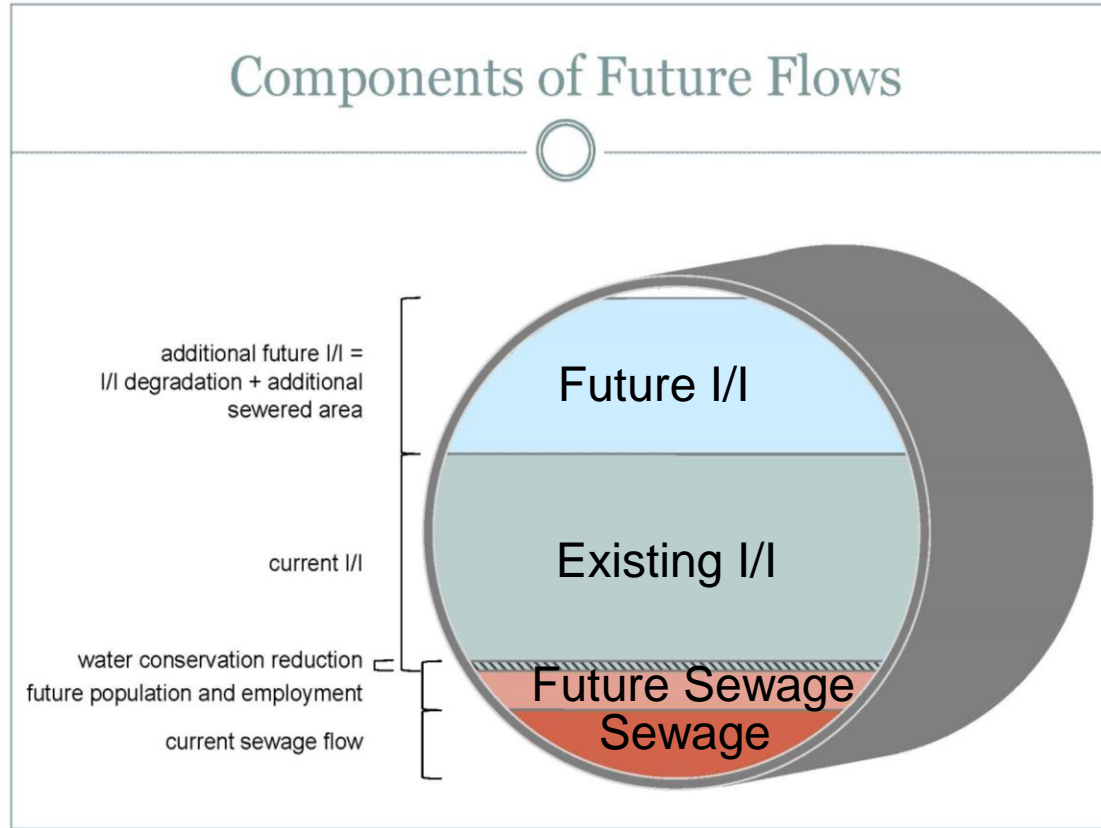 Components of Future Flows
additional future I/I =
I/I degradation + additional
sewered area
current I/I
water conservation reduction
future population and employment
current sewage flow
Future I/I
Existing I/I
Future Sewage
Sewage